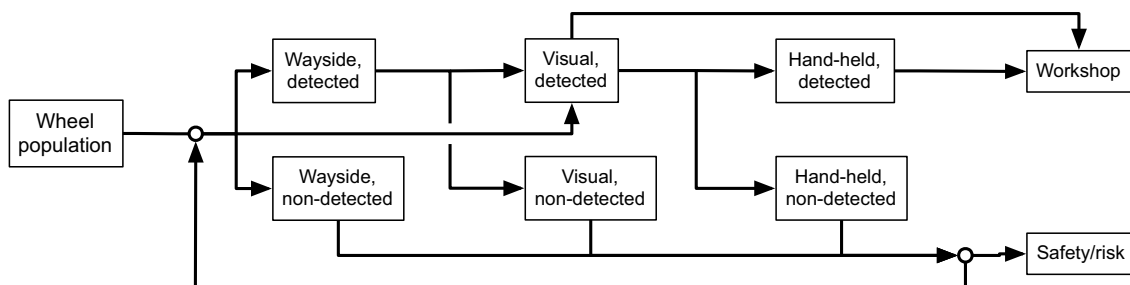 Wayside,
detected
Visual,
detected
Hand-held,
detected
Workshop
Wheel
population
Wayside,
non-detected
Visual,
non-detected
Hand-held,
non-detected
Safety/risk